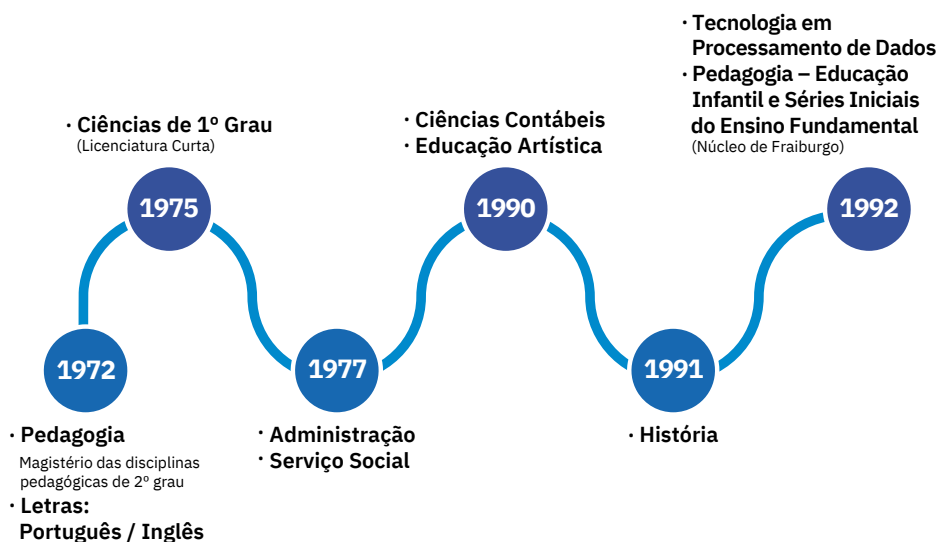 1972
· Pedagogia
Magistério das disciplinas
pedagógicas de 2º grau
· Letras:
Português / Inglês
· Ciências de 1º Grau
(Licenciatura Curta)
1975
1977
· Administração
· Serviço Social
· Ciências Contábeis
· Educação Artística
1990
1991
· História
· Tecnologia em
Processamento de Dados
· Pedagogia – Educação
Infantil e Séries Iniciais
do Ensino Fundamental
(Núcleo de Fraiburgo)
1992